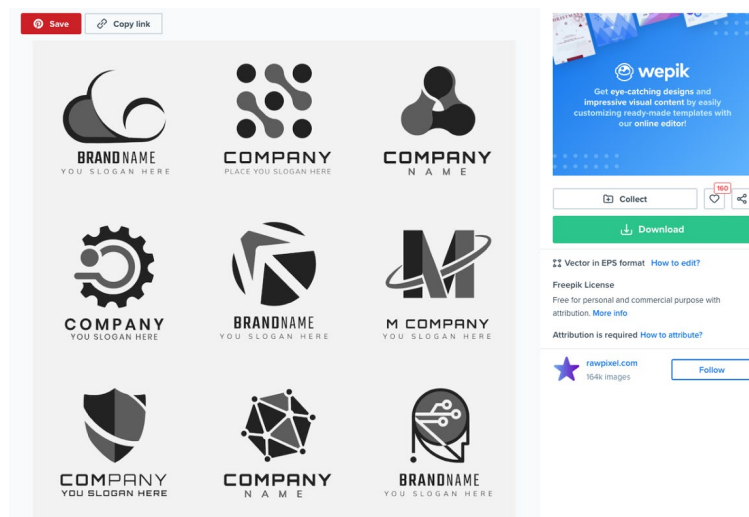 Save
Copy link
BRANDNAME
YOU SLOGAN HERE
COMPANY
PLACE YOU SLOGAN HERE
COMPANY
NAME
COMPANY
YOU SLOGAN HERE
BRANDNAME
YOU SLOGAN HERE
M
M COMPANY
YOU SLOGAN HERE
COMPANY
YOU SLOGAN HERE
COMPANY
NAME
BRANDNAME
YOU SLOGAN HERE
wepik
Get eye-catching designs and
impressive visual content by easily
customizing ready-made templates with
our online editor!
Collect
160
Download
Vector in EPS format How to edit?
Freepik License
Free for personal and commercial purpose with
attribution. More info
Attribution is required How to attribute?
rawpixel.com
164k images
Follow